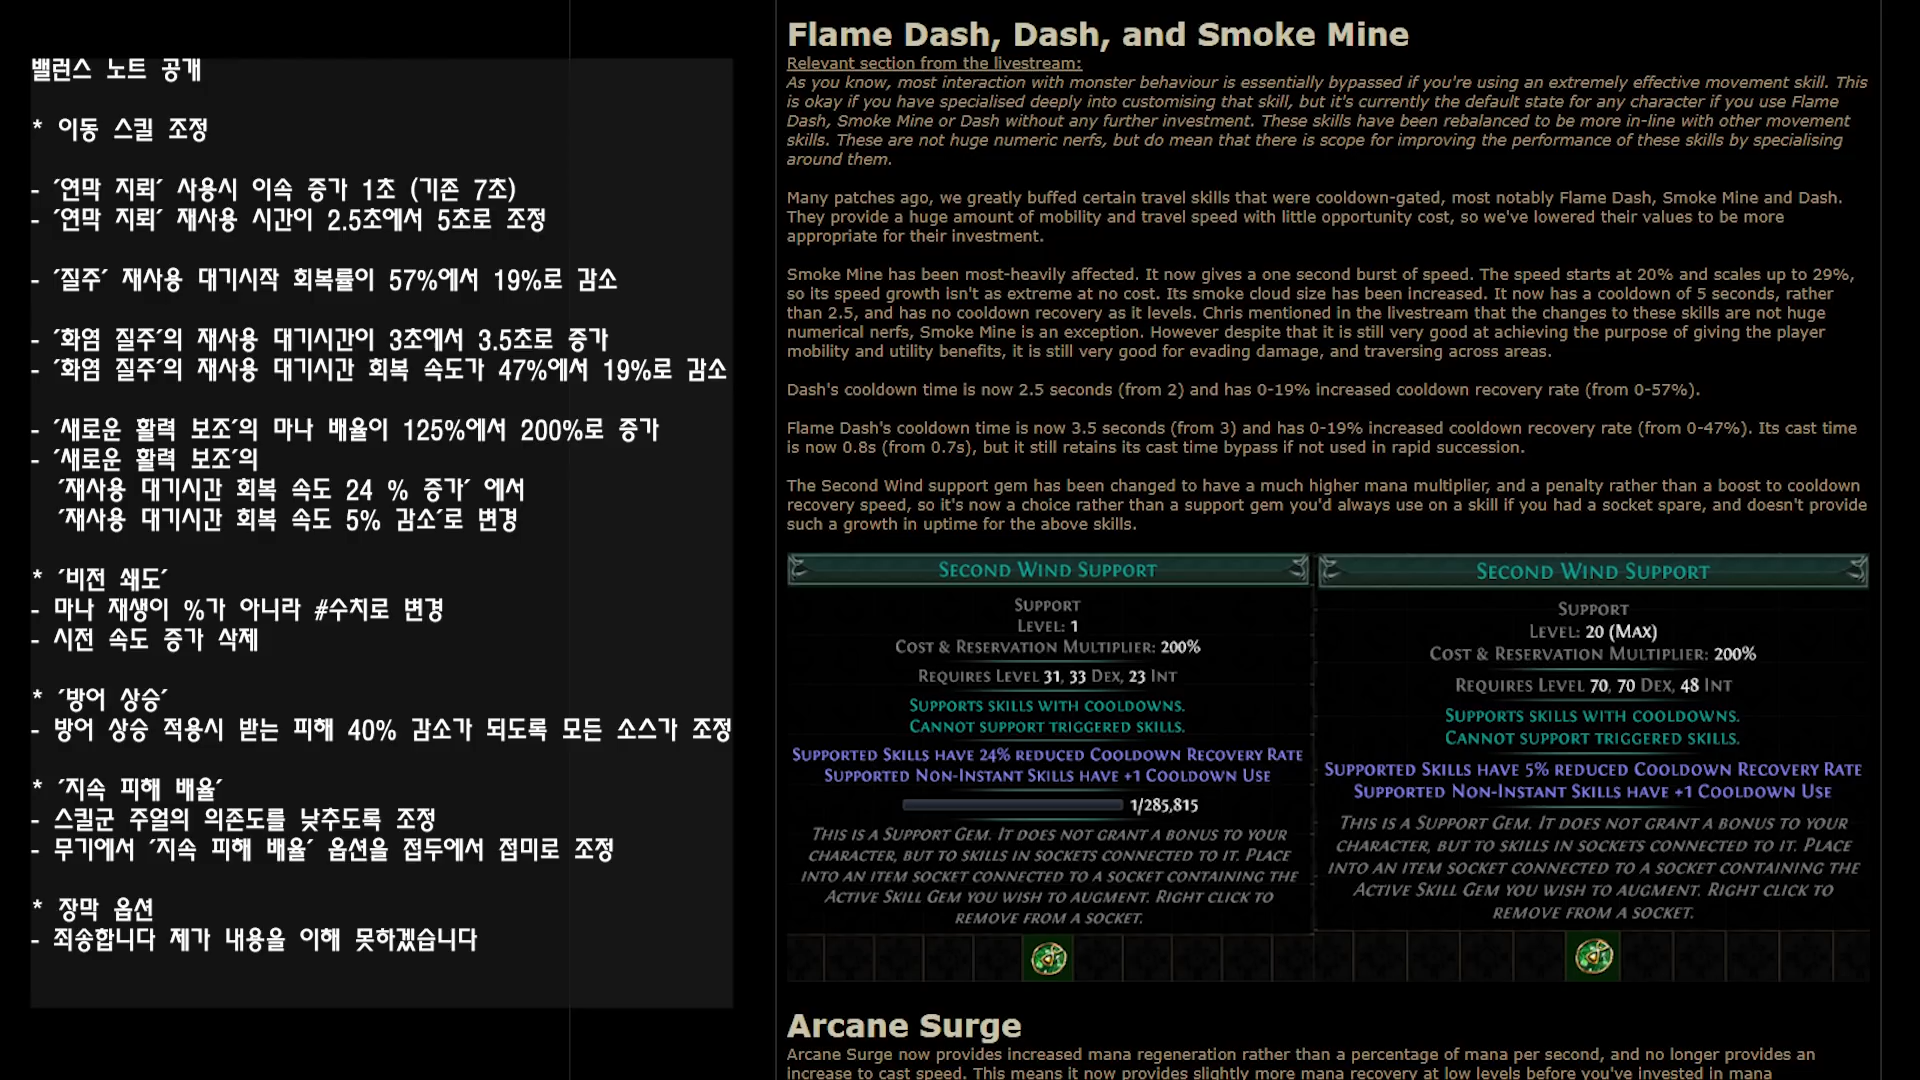 밸런스 노트 공개
* 이동 스킬 조정
- '연막 지뢰' 사용시 이속 증가 1초 (기존 7초)
- '연막 지뢰' 재사용 시간이 2.5초에서 5초로 조정
- '질주' 재사용 대기시작 회복률이 57%에서 19%로 감소
- '화염 질주'의 재사용 대기시간이 3초에서 3.5초로 증가
- '화염 질주'의 재사용 대기시간 회복 속도가 47%에서 19%로 감소
- '새로운 활력 보조'의 마나 배율이 125%에서 200%로 증가
- '새로운 활력 보조'의
'재사용 대기시간 회복 속도 24 % 증가' 에서
'재사용 대기시간 회복 속도 5% 감소'로 변경
* '비전 쇄도'
- 마나 재생이 %가 아니라 #수치로 변경
- 시전 속도 증가 삭제
* '방어 상승'
- 방어 상승 적용시 받는 피해 40% 감소가 되도록 모든 소스가 조정
* '지속 피해 배율'
- 스킬군 주얼의 의존도를 낮추도록 조정
- 무기에서 '지속 피해 배율' 옵션을 접두에서 접미로 조정
* 장막 옵션
- 죄송합니다 제가 내용을 이해 못하겠습니다
Flame Dash, Dash, and Smoke Mine
Relevant section from the livestream:
As you know, most interaction with monster behaviour is essentially bypassed if you're using an extremely effective movement skill. This
is okay if you have specialised deeply into customising that skill, but it's currently the default state for any character if you use Flame
Dash, Smoke Mine or Dash without any further investment. These skills have been rebalanced to be more in-line with other movement
skills. These are not huge numeric nerfs, but do mean that there is scope for improving the performance of these skills by specialising
around them.
Many patches ago, we greatly buffed certain travel skills that were cooldown-gated, most notably Flame Dash, Smoke Mine and Dash.
They provide a huge amount of mobility and travel speed with little opportunity cost, so we've lowered their values to be more
appropriate for their investment.
Smoke Mine has been most-heavily affected. It now gives a one second burst of speed. The speed starts at 20% and scales up to 29%,
so its speed growth isn't as extreme at no cost. Its smoke cloud size has been increased. It now has a cooldown of 5 seconds, rather
than 2.5, and has no cooldown recovery as it levels. Chris mentioned in the livestream that the changes to these skills are not huge
numerical nerfs, Smoke Mine is an exception. However despite that it is still very good at achieving the purpose of giving the player
mobility and utility benefits, it is still very good for evading damage, and traversing across areas.
Dash's cooldown time is now 2.5 seconds (from 2) and has 0-19% increased cooldown recovery rate (from 0-57%).
Flame Dash's cooldown time is now 3.5 seconds (from 3) and has 0-19% increased cooldown recovery rate (from 0-47%). Its cast time
is now 0.8s (from 0.7s), but it still retains its cast time bypass if not used in rapid succession.
The Second Wind support gem has been changed to have a much higher mana multiplier, and a penalty rather than a boost to cooldown
recovery speed, so it's now a choice rather than a support gem you'd always use on a skill if you had a socket spare, and doesn't provide
such a growth in uptime for the above skills.
Second Wind Support
Support
Level: 1
Cost & Reservation Multiplier: 200%
Requires Level 31, 33 Dex, 23 Int
Supports skills with cooldowns.
Cannot support triggered skills.
Supported Skills have 24% reduced Cooldown Recovery Rate
Supported Non-Instant Skills have +1 Cooldown Use
1/285,815
This is a Support Gem. It does not grant a bonus to your
character, but to skills in sockets connected to it. Place
into an item socket connected to a socket containing the
Active Skill Gem you wish to augment. Right click to
remove from a socket.
Second Wind Support
Support
Level: 20 (Max)
Cost & Reservation Multiplier: 200%
Requires Level 70, 70 Dex, 48 Int
Supports skills with cooldowns.
Cannot support triggered skills.
Supported Skills have 5% reduced Cooldown Recovery Rate
Supported Non-Instant Skills have +1 Cooldown Use
This is a Support Gem. It does not grant a bonus to your
character, but to skills in sockets connected to it. Place
into an item socket connected to a socket containing the
Active Skill Gem you wish to augment. Right click to
remove from a socket.
Arcane Surge
Arcane Surge now provides increased mana regeneration rather than a percentage of mana per second, and no longer provides an
increase to cast speed. This means it now provides slightly more mana recovery at low levels before you've invested in mana